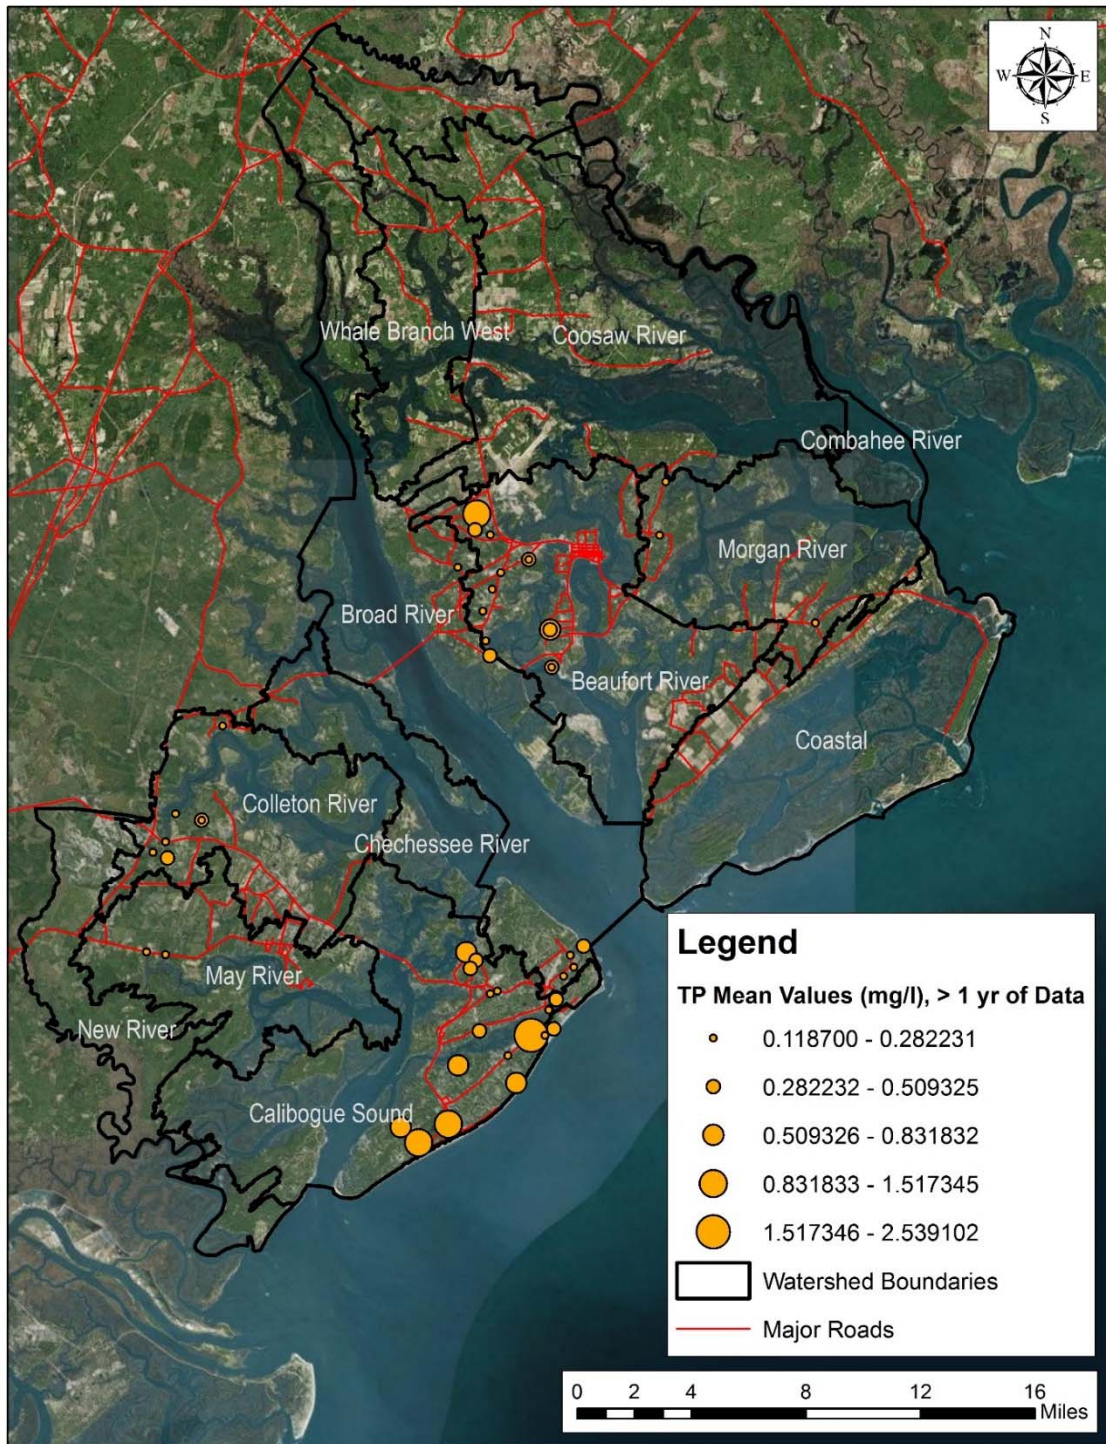 N
W E
S
Whale Branch West
Coosaw River
Combahee River
Morgan River
Broad River
Beaufort River
Coastal
Colleton River
Chechessee River
May River
New River
Calibogue Sound
Legend
TP Mean Values (mg/l), > 1 yr of Data
0.118700 - 0.282231
0.282232 - 0.509325
0.509326 - 0.831832
0.831833 - 1.517345
1.517346 - 2.539102
Watershed Boundaries
Major Roads
0 2 4 8 12 16
Miles